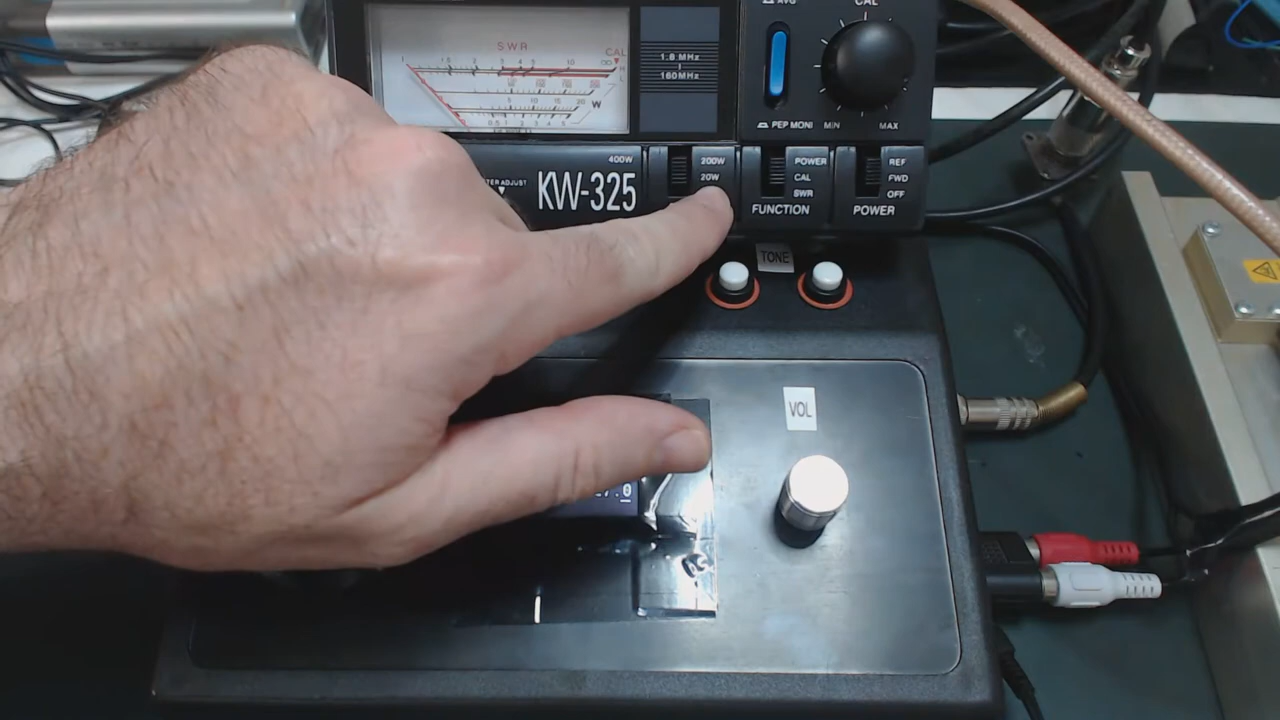 AVG
CAL
SWR
CAL
1.8 MHz
160MHz
W
PEP MONI
MIN
MAX
400W
KW-325
200W
20W
POWER
CAL
SWR
FUNCTION
REF
FWD
OFF
POWER
TONE
VOL